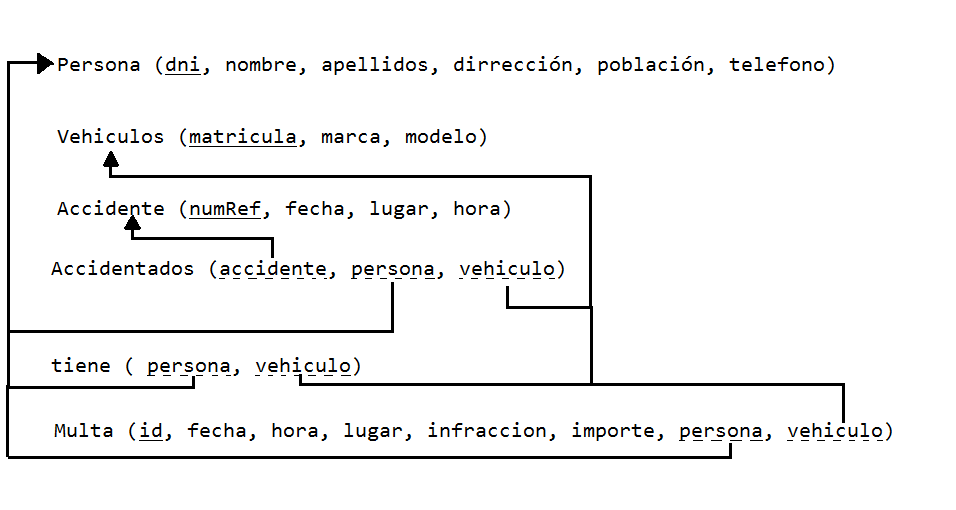 Persona (dni, nombre, apellidos, dirrección, población, telefono)
Vehiculos (matricula, marca, modelo)
Accidente (numRef, fecha, lugar, hora)
Accidentados (accidente, persona, vehiculo)
tiene ( persona, vehiculo)
Multa (id, fecha, hora, lugar, infraccion, importe, persona, vehiculo)